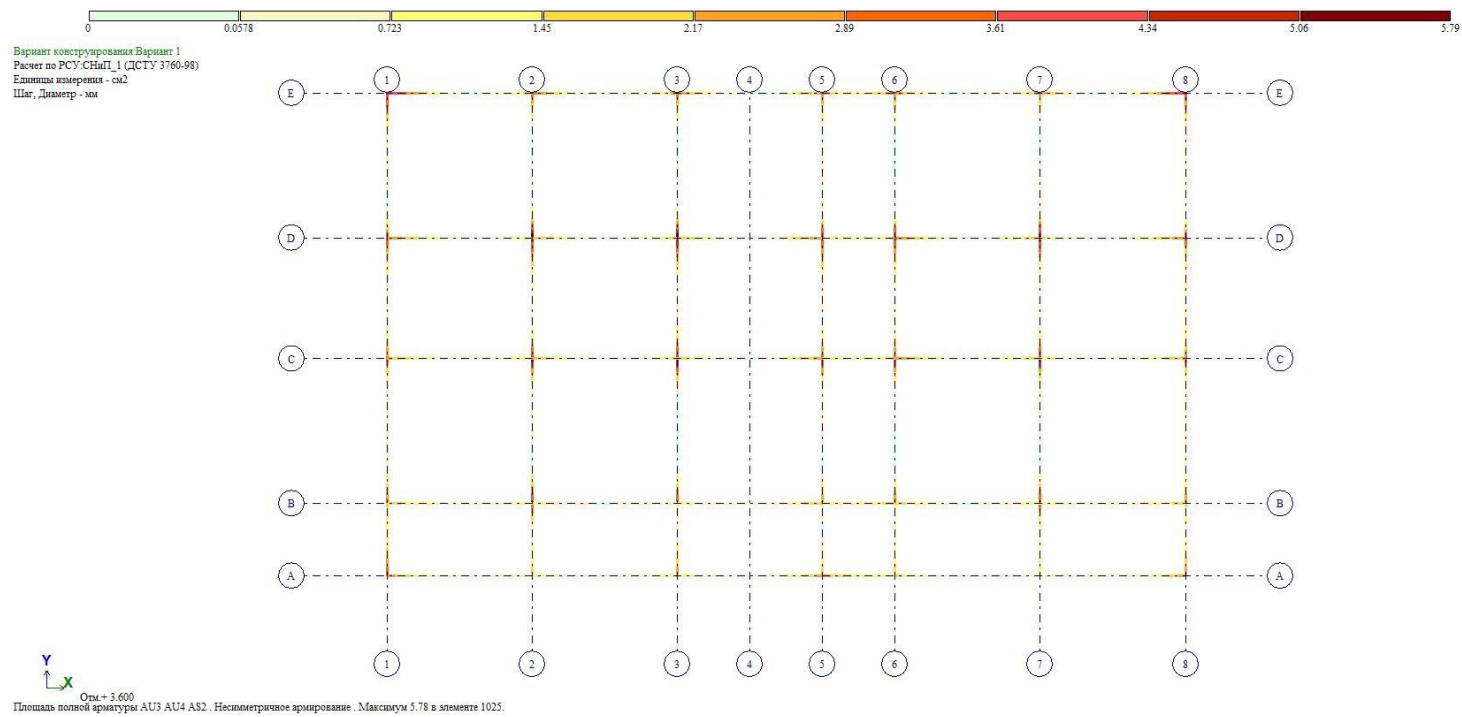 0 0.0578 0.723 1.45 2.17 2.89 3.61 4.34 5.06 5.79
Вариант конструирования:Вариант 1
Расчет по РСУ:СНиП_1 (ДСТУ 3760-98)
Единицы измерения - см2
Шаг, Диаметр - мм
1 2 3 4 5 6 7 8
E E
D D
C C
B B
A A
1 2 3 4 5 6 7 8
Y
X
Отм.+ 3.600
Площадь полной арматуры AU3 AU4 AS2 . Несимметричное армирование . Максимум 5.78 в элементе 1025.